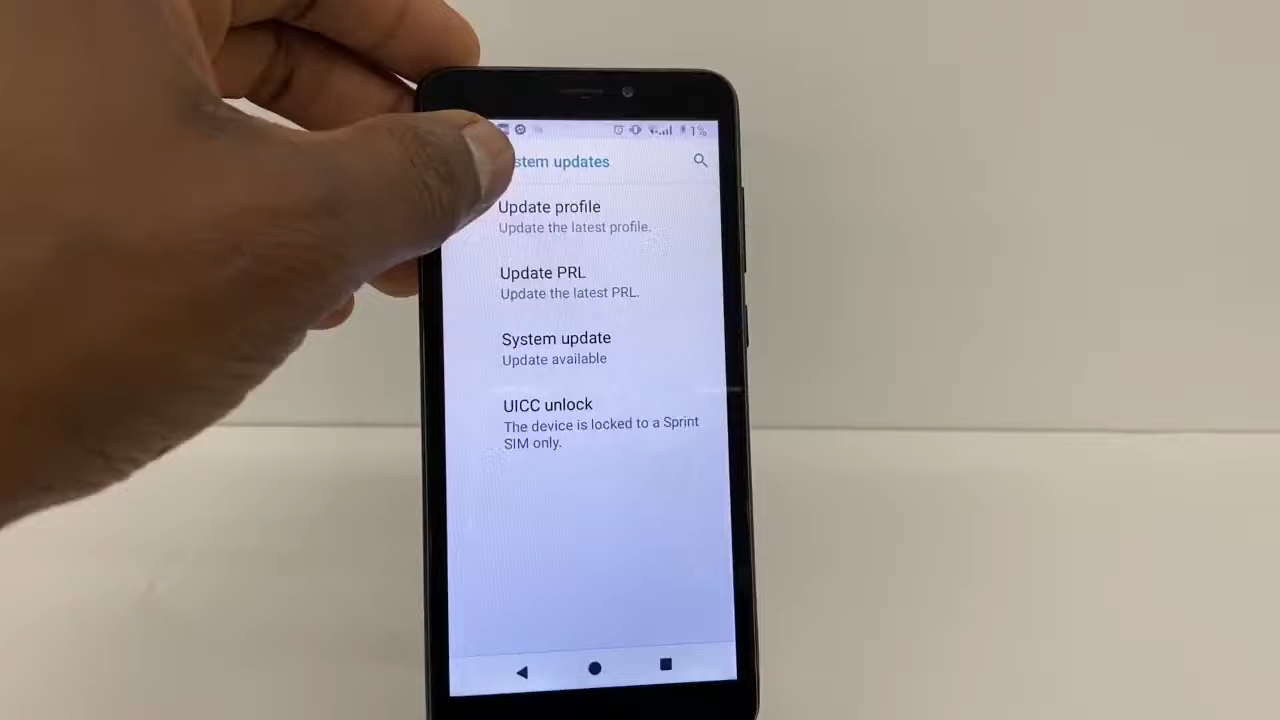 1%
stem updates
Update profile
Update the latest profile.
Update PRL
Update the latest PRL.
System update
Update available
UICC unlock
The device is locked to a Sprint
SIM only.